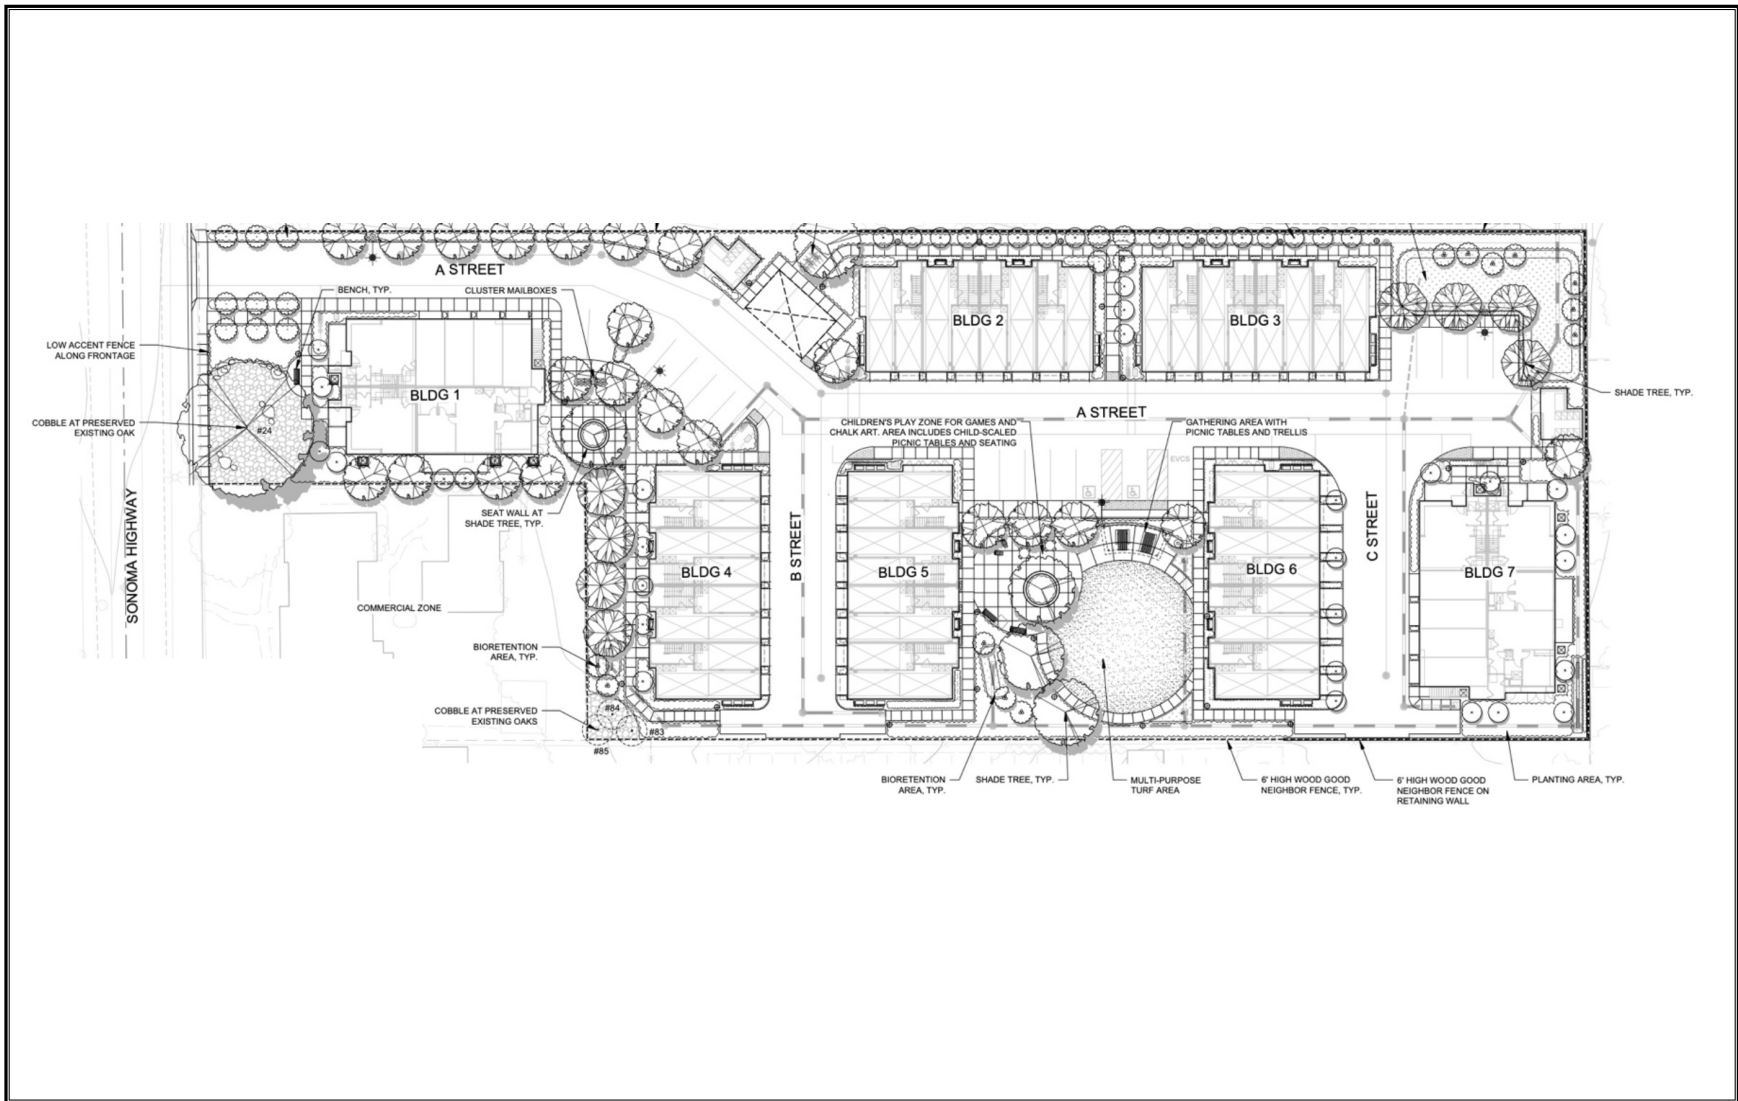 A STREET
BENCH, TYP.
CLUSTER MAILBOXES
BLDG 2
BLDG 3
LOW ACCENT FENCE
ALONG FRONTAGE
BLDG 1
SHADE TREE, TYP.
A STREET
COBBLE AT PRESERVED
EXISTING OAK
#24
CHILDREN'S PLAY ZONE FOR GAMES AND
CHALK ART. AREA INCLUDES CHILD-SCALED
PICNIC TABLES AND SEATING
GATHERING AREA WITH
PICNIC TABLES AND TRELLIS
EVCS
SEAT WALL AT
SHADE TREE, TYP.
SONOMA HIGHWAY
B STREET
C STREET
BLDG 4
BLDG 5
BLDG 6
BLDG 7
COMMERCIAL ZONE
BIORETENTION
AREA, TYP.
COBBLE AT PRESERVED
EXISTING OAKS
#84
#83
#85
BIORETENTION
AREA, TYP.
SHADE TREE, TYP.
MULTI-PURPOSE
TURF AREA
6' HIGH WOOD GOOD
NEIGHBOR FENCE, TYP.
6' HIGH WOOD GOOD
NEIGHBOR FENCE ON
RETAINING WALL
PLANTING AREA, TYP.